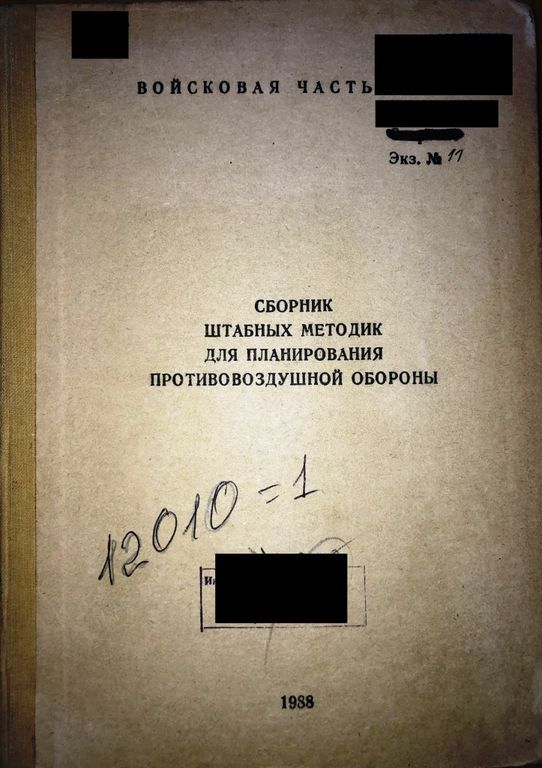 ВОЙСКОВАЯ ЧАСТЬ
Экз. № 11
СБОРНИК
ШТАБНЫХ МЕТОДИК
ДЛЯ ПЛАНИРОВАНИЯ
ПРОТИВОВОЗДУШНОЙ ОБОРОНЫ
12010=1
1988